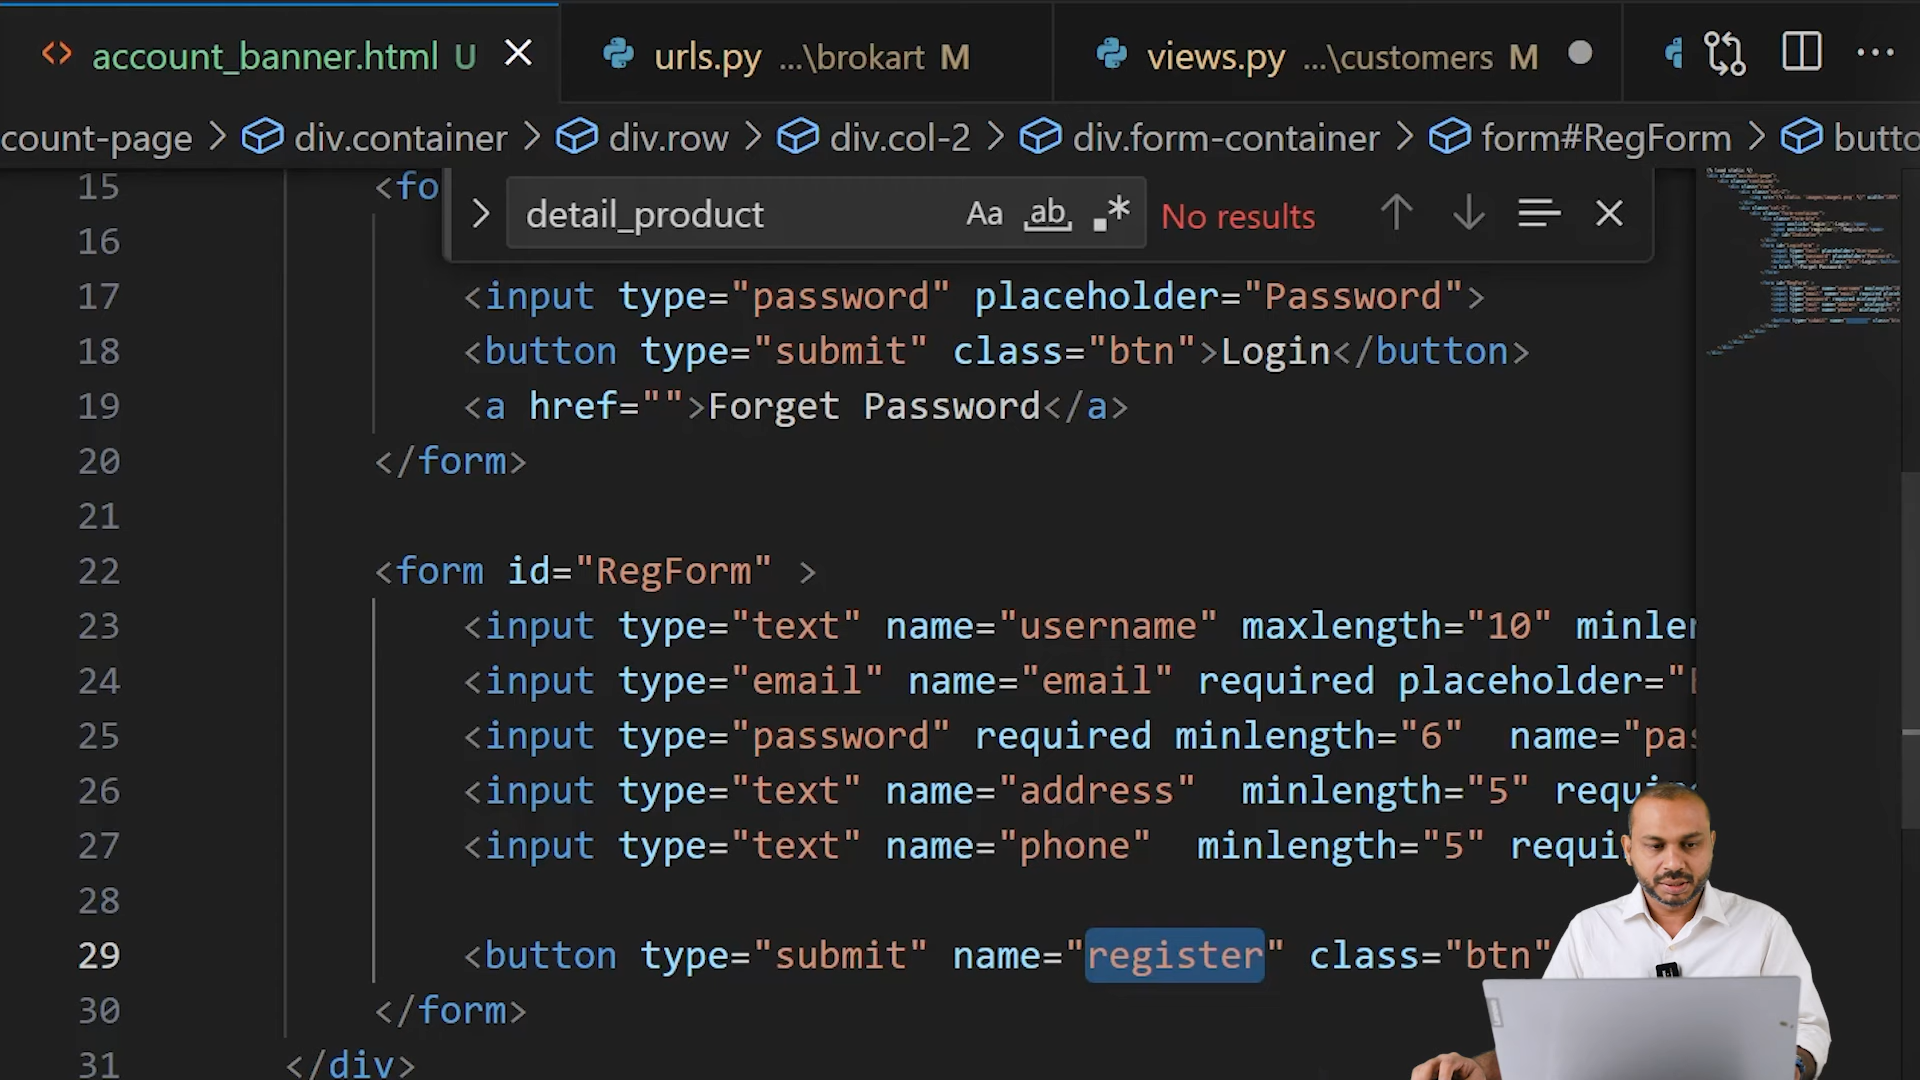 account_banner.html U
urls.py ...\brokart M
views.py ...\customers M
count-page > div.container > div.row > div.col-2 > div.form-container > form#RegForm > butto
detail_product Aa ab .* No results
15 <fo
16
17 <input type="password" placeholder="Password">
18 <button type="submit" class="btn">Login</button>
19 <a href="">Forget Password</a>
20 </form>
21
22 <form id="RegForm" >
23 <input type="text" name="username" maxlength="10" minler
24 <input type="email" name="email" required placeholder="E
25 <input type="password" required minlength="6" name="pas
26 <input type="text" name="address" minlength="5" requ
27 <input type="text" name="phone" minlength="5" requi
28
29 <button type="submit" name="register" class="btn"
30 </form>
31 </div>